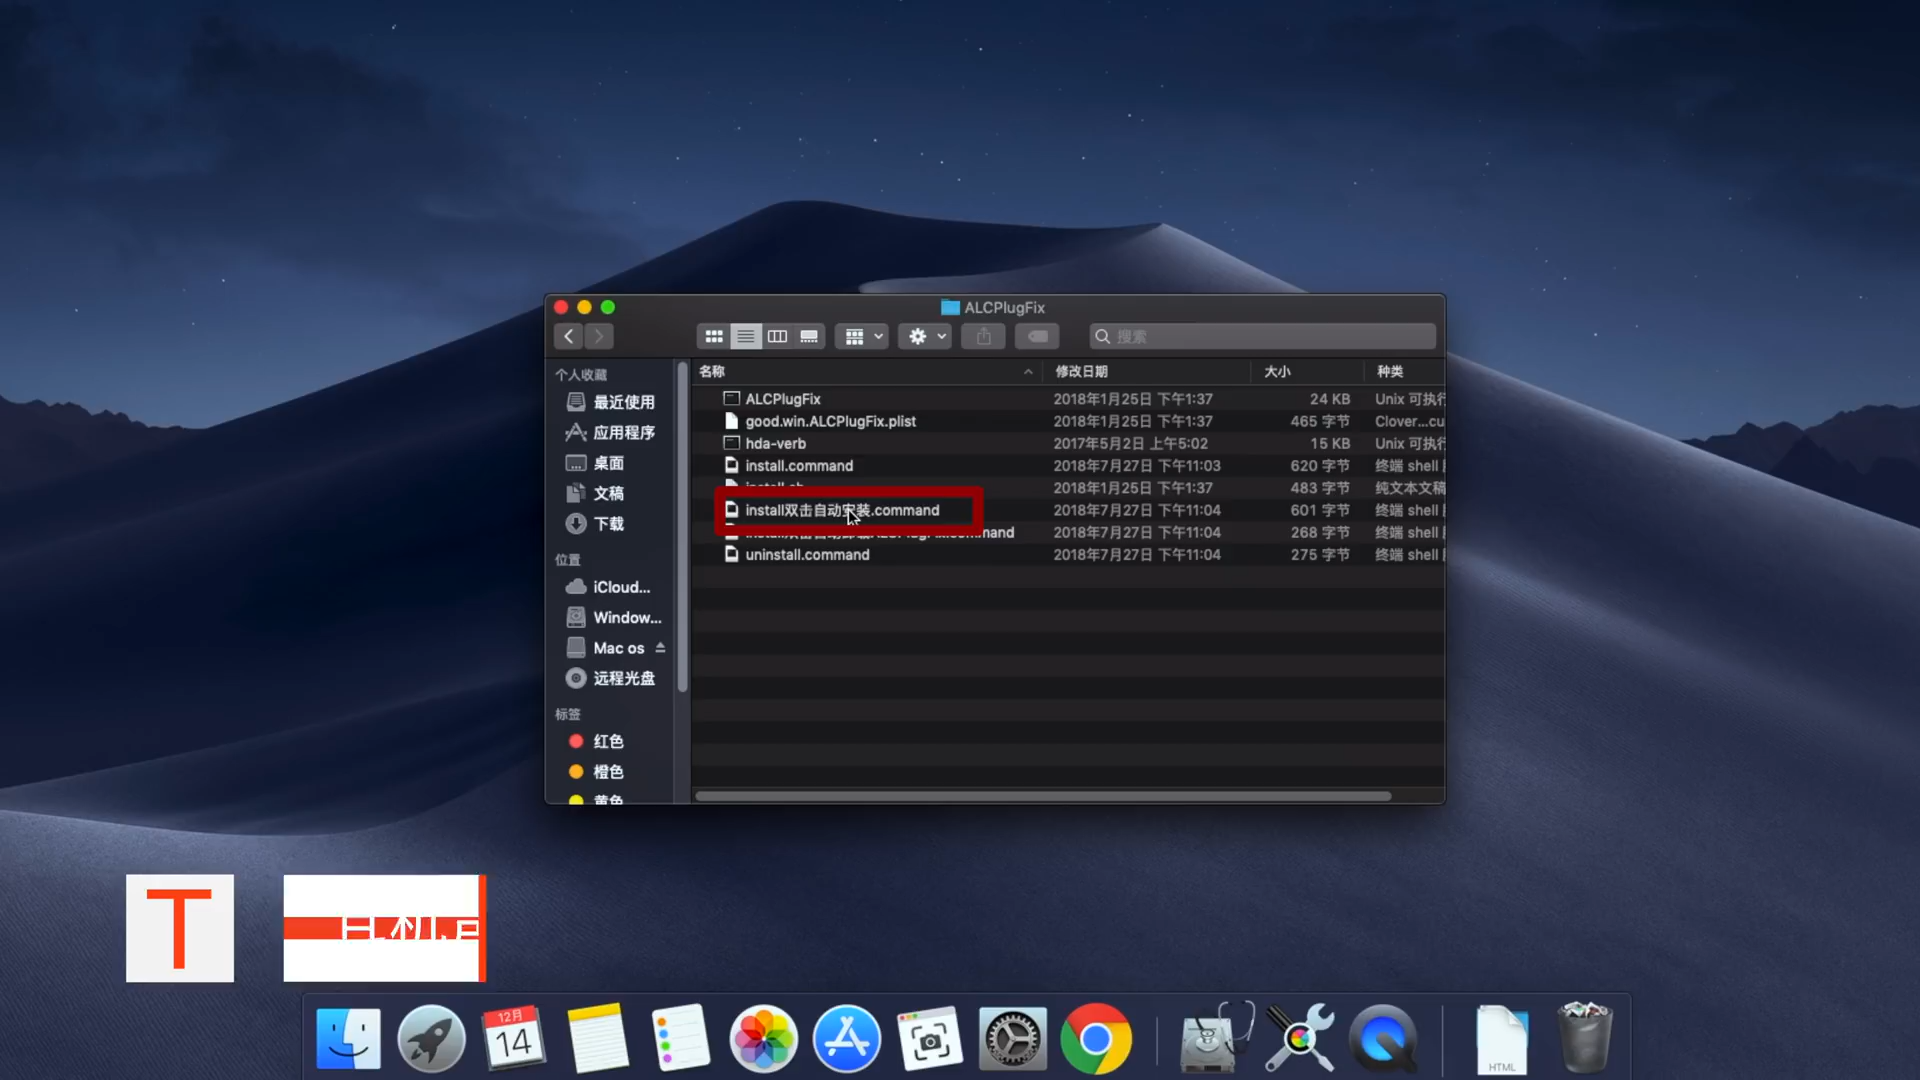 ALCPlugFix
搜索
个人收藏
最近使用
应用程序
桌面
文稿
下载
位置
iCloud...
Window...
Mac os
远程光盘
标签
红色
橙色
黄色
名称 修改日期 大小 种类
ALCPlugFix 2018年1月25日 下午1:37 24 KB Unix 可执行
good.win.ALCPlugFix.plist 2018年1月25日 下午1:37 465 字节 Clover...cu
hda-verb 2017年5月2日 上午5:02 15 KB Unix 可执行
install.command 2018年7月27日 下午11:03 620 字节 终端 shell
install.sh 2018年1月25日 下午1:37 483 字节 纯文本文稿
install双击自动安装.command 2018年7月27日 下午11:04 601 字节 终端 shell
2018年7月27日 下午11:04 268 字节 终端 shell
uninstall.command 2018年7月27日 下午11:04 275 字节 终端 shell
T
12月
14
HTML